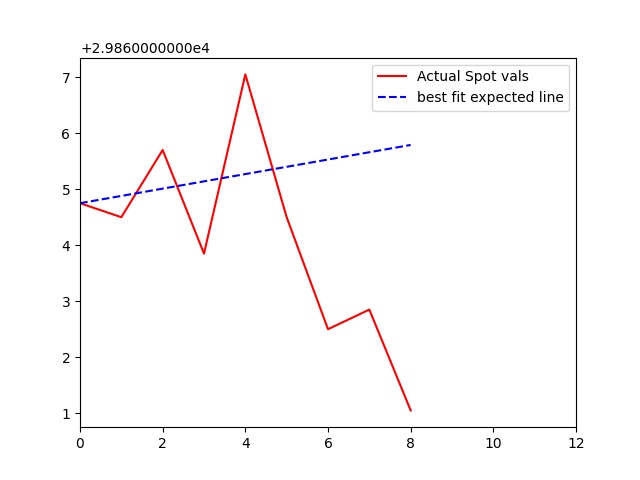 +2.9860000000e4
Actual Spot vals
best fit expected line
7
6
5
4
3
2
1
0 2 4 6 8 10 12